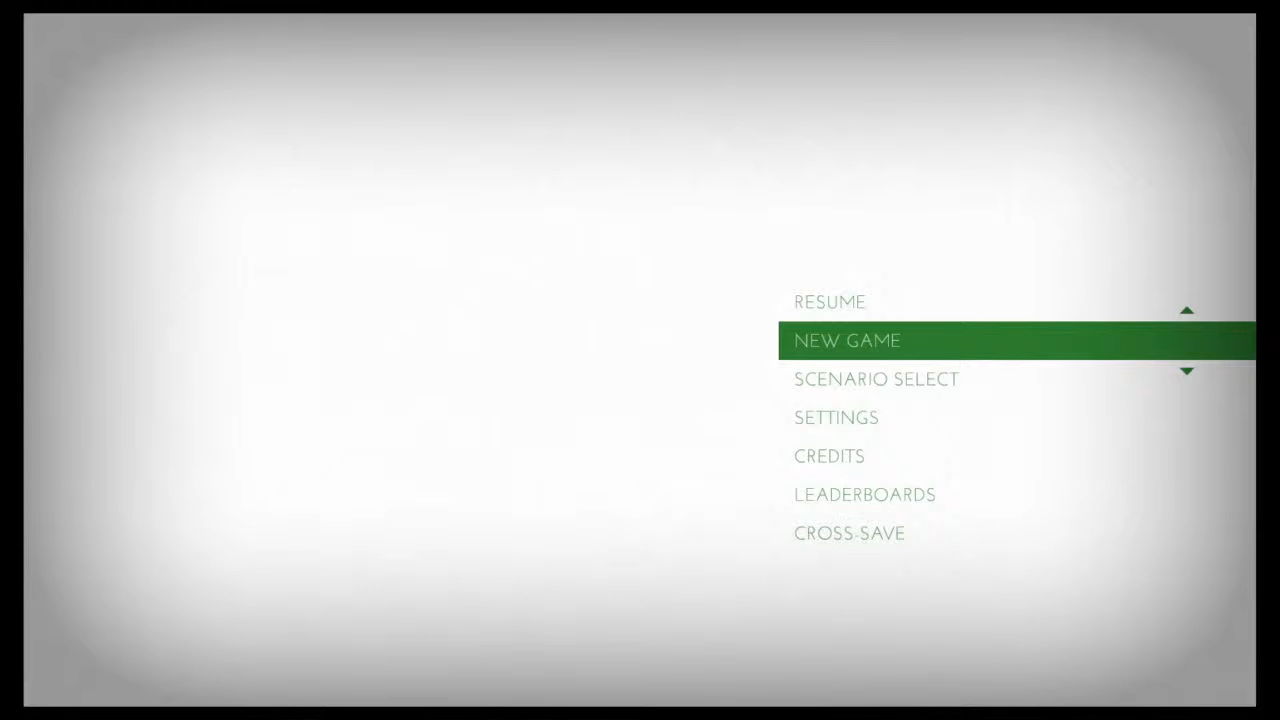 RESUME
NEW GAME
SCENARIO SELECT
SETTINGS
CREDITS
LEADERBOARDS
CROSS-SAVE